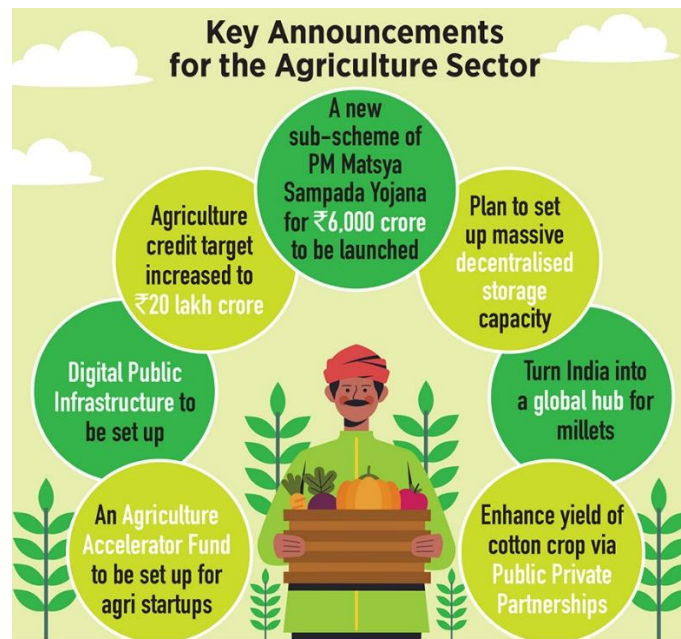 Key Announcements
for the Agriculture Sector
A new
sub-scheme of
PM Matsya
Sampada Yojana
for ₹6,000 crore
to be launched
Agriculture
credit target
increased to
₹20 lakh crore
Plan to set
up massive
decentralised
storage
capacity
Digital Public
Infrastructure to
be set up
Turn India into
a global hub for
millets
An Agriculture
Accelerator Fund
to be set up for
agri startups
Enhance yield of
cotton crop via
Public Private
Partnerships